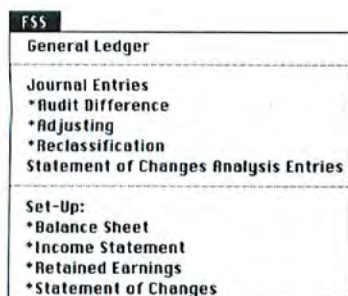 FSS
General Ledger
Journal Entries
*Audit Difference
*Adjusting
*Reclassification
Statement of Changes Analysis Entries
Set-Up:
*Balance Sheet
*Income Statement
*Retained Earnings
*Statement of Changes